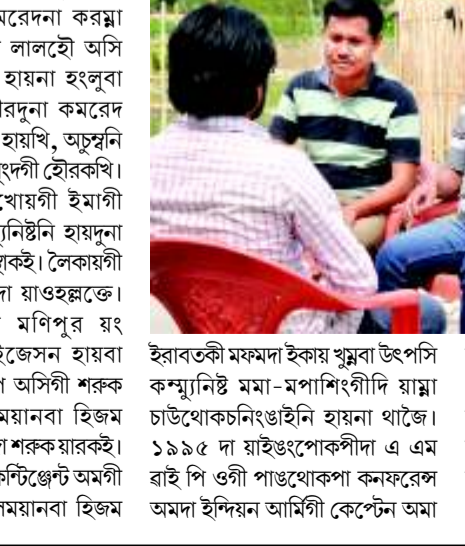 মরেদনা করম্না
লালহৌ অসি
হায়না হংলুবা
রদুনা কমরেদ
হায়খি, অচুম্বনি
ংদগী হৌরকখি।
খোয়গী ইমাগী
নিষ্টনি হায়দুনা
কই। লৈকায়গী
দা য়াওহল্লক্তে।
মণিপুর য়ং
ইজেসন হায়বা
অসিগী শরুক
ময়ানবা হিজম
শরুক য়ারকই।
কন্টিঞ্জেন্ট অমগী
ময়ানবা হিজম
ইরাবতকী মফমদা ইকায় খুম্নবা উৎপসি
কম্যুনিষ্ট মমা-মপাশিংগীদি য়াম্না
চাউথোকচনিংঙাইনি হায়না থাজৈ।
১৯৯৫ দা য়াইঙংপোকপীদা এ এম
ৱাই পি ওগী পাঙথোকপা কনফরেন্স
অমদা ইন্দিয়ন আর্মিগী কেপ্টেন অমা